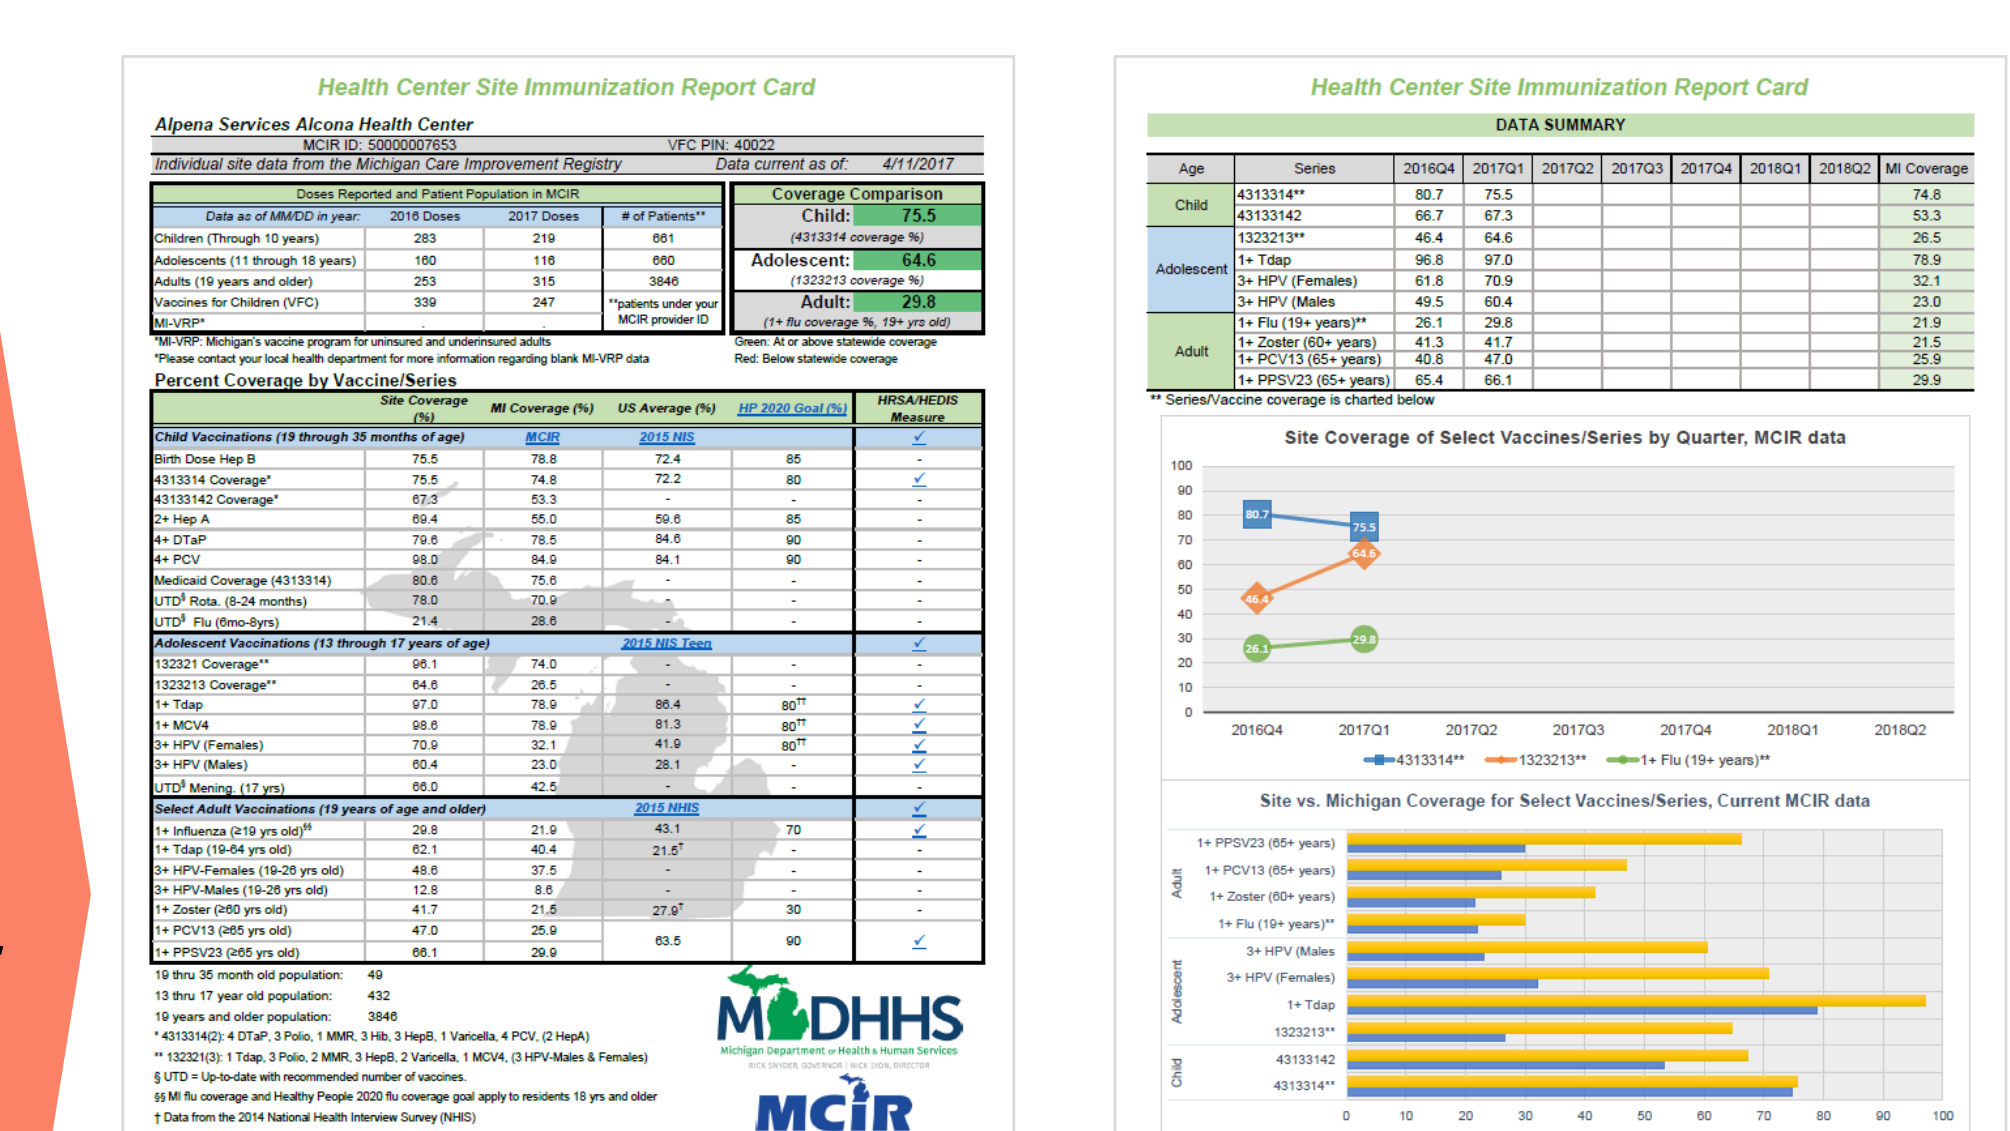 Health Center Site Immunization Report Card
Alpena Services Alcona Health Center
MCIR ID: 50000007653 VFC PIN: 40022
Individual site data from the Michigan Care Improvement Registry Data current as of: 4/11/2017
Doses Reported and Patient Population in MCIR
Data as of MM/DD in year: 2016 Doses 2017 Doses # of Patients**
Children (Through 10 years) 283 219 661
Adolescents (11 through 18 years) 160 116 660
Adults (19 years and older) 253 315 3846
Vaccines for Children (VFC) 339 247 **patients under your
MI-VRP* . . MCIR provider ID
Coverage Comparison
Child: 75.5
(4313314 coverage %)
Adolescent: 64.6
(1323213 coverage %)
Adult: 29.8
(1+ flu coverage %, 19+ yrs old)
*MI-VRP: Michigan's vaccine program for uninsured and underinsured adults
*Please contact your local health department for more information regarding blank MI-VRP data
Green: At or above statewide coverage
Red: Below statewide coverage
Percent Coverage by Vaccine/Series
Site Coverage (%) MI Coverage (%) US Average (%) HP 2020 Goal (%) HRSA/HEDIS Measure
Child Vaccinations (19 through 35 months of age) MCIR 2015 NIS ✓
Birth Dose Hep B 75.5 78.8 72.4 85 -
4313314 Coverage* 75.5 74.8 72.2 80 ✓
43133142 Coverage* 67.3 53.3 - - -
2+ Hep A 69.4 55.0 59.6 85 -
4+ DTaP 79.6 78.5 84.6 90 -
4+ PCV 98.0 84.9 84.1 90 -
Medicaid Coverage (4313314) 80.6 75.6 - - -
UTD§ Rota. (8-24 months) 78.0 70.9 - - -
UTD§ Flu (6mo-8yrs) 21.4 28.6 - - -
Adolescent Vaccinations (13 through 17 years of age) 2015 NIS Teen ✓
132321 Coverage** 96.1 74.0 - - -
1323213 Coverage** 64.6 26.5 - - -
1+ Tdap 97.0 78.9 86.4 80†† ✓
1+ MCV4 98.6 78.9 81.3 80†† ✓
3+ HPV (Females) 70.9 32.1 41.9 80†† ✓
3+ HPV (Males) 60.4 23.0 28.1 - ✓
UTD§ Mening. (17 yrs) 66.0 42.5 - - -
Select Adult Vaccinations (19 years of age and older) 2015 NHIS ✓
1+ Influenza (≥19 yrs old)§§ 29.8 21.9 43.1 70 ✓
1+ Tdap (19-64 yrs old) 62.1 40.4 21.5† - -
3+ HPV-Females (19-26 yrs old) 48.6 37.5 - - -
3+ HPV-Males (19-26 yrs old) 12.8 8.6 - - -
1+ Zoster (≥60 yrs old) 41.7 21.5 27.9† 30 -
1+ PCV13 (≥65 yrs old) 47.0 25.9 63.5 90 ✓
1+ PPSV23 (≥65 yrs old) 66.1 29.9
19 thru 35 month old population: 49
13 thru 17 year old population: 432
19 years and older population: 3846
* 4313314(2): 4 DTaP, 3 Polio, 1 MMR, 3 Hib, 3 HepB, 1 Varicella, 4 PCV, (2 HepA)
** 132321(3): 1 Tdap, 3 Polio, 2 MMR, 3 HepB, 2 Varicella, 1 MCV4, (3 HPV-Males & Females)
§ UTD = Up-to-date with recommended number of vaccines.
§§ MI flu coverage and Healthy People 2020 flu coverage goal apply to residents 18 yrs and older
† Data from the 2014 National Health Interview Survey (NHIS)
MDHHS
Michigan Department or Health & Human Services
RICK SNYDER, GOVERNOR | NICK LYON, DIRECTOR
MCIR
Health Center Site Immunization Report Card
DATA SUMMARY
Age Series 2016Q4 2017Q1 2017Q2 2017Q3 2017Q4 2018Q1 2018Q2 MI Coverage
Child
4313314** 80.7 75.5 74.8
43133142 66.7 67.3 53.3
Adolescent
1323213** 46.4 64.6 26.5
1+ Tdap 96.8 97.0 78.9
3+ HPV (Females) 61.8 70.9 32.1
3+ HPV (Males 49.5 60.4 23.0
Adult
1+ Flu (19+ years)** 26.1 29.8 21.9
1+ Zoster (60+ years) 41.3 41.7 21.5
1+ PCV13 (65+ years) 40.8 47.0 25.9
1+ PPSV23 (65+ years) 65.4 66.1 29.9
** Series/Vaccine coverage is charted below
Site Coverage of Select Vaccines/Series by Quarter, MCIR data
100
90
80
70
60
50
40
30
20
10
0
80.7 75.5
46.4 64.6
26.1 29.8
2016Q4 2017Q1 2017Q2 2017Q3 2017Q4 2018Q1 2018Q2
4313314** 1323213** 1+ Flu (19+ years)**
Site vs. Michigan Coverage for Select Vaccines/Series, Current MCIR data
Adult
1+ PPSV23 (65+ years)
1+ PCV13 (65+ years)
1+ Zoster (60+ years)
1+ Flu (19+ years)**
Adolescent
3+ HPV (Males
3+ HPV (Females)
1+ Tdap
1323213**
Child
43133142
4313314**
0 10 20 30 40 50 60 70 80 90 100